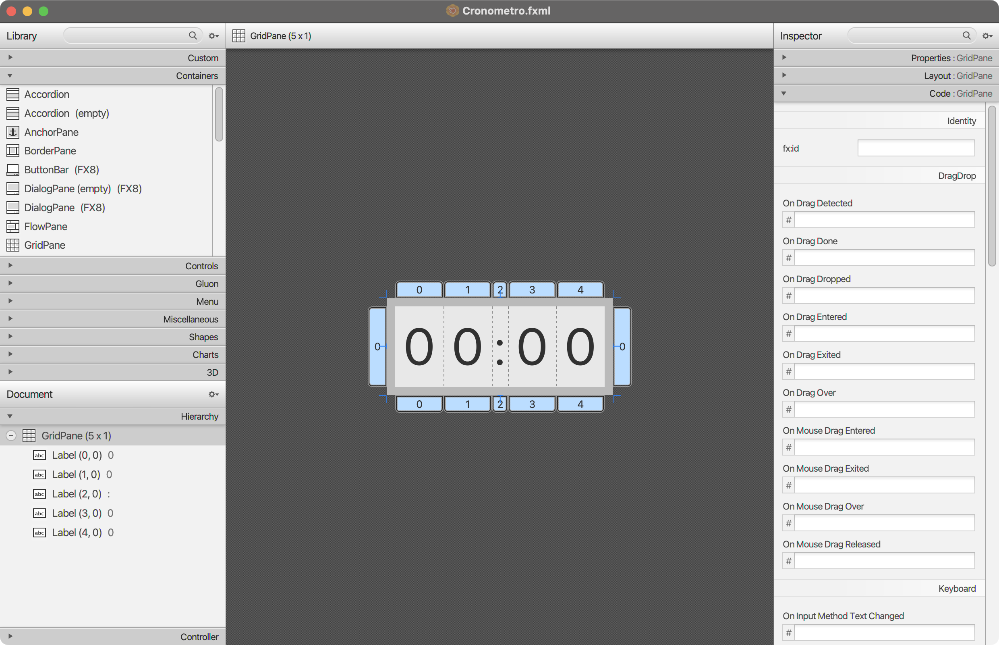 Cronometro.fxml
Library
Custom
Containers
Accordion
Accordion (empty)
AnchorPane
BorderPane
ButtonBar (FX8)
DialogPane (empty) (FX8)
DialogPane (FX8)
FlowPane
GridPane
Controls
Gluon
Menu
Miscellaneous
Shapes
Charts
3D
Document
Hierarchy
GridPane (5 x 1)
abc Label (0, 0) 0
abc Label (1, 0) 0
abc Label (2, 0) :
abc Label (3, 0) 0
abc Label (4, 0) 0
Controller
GridPane (5 x 1)
0 1 2 3 4
0 0 0 : 0 0 0
0 1 2 3 4
Inspector
Properties : GridPane
Layout : GridPane
Code : GridPane
Identity
fx:id
DragDrop
On Drag Detected
#
On Drag Done
#
On Drag Dropped
#
On Drag Entered
#
On Drag Exited
#
On Drag Over
#
On Mouse Drag Entered
#
On Mouse Drag Exited
#
On Mouse Drag Over
#
On Mouse Drag Released
#
Keyboard
On Input Method Text Changed
#